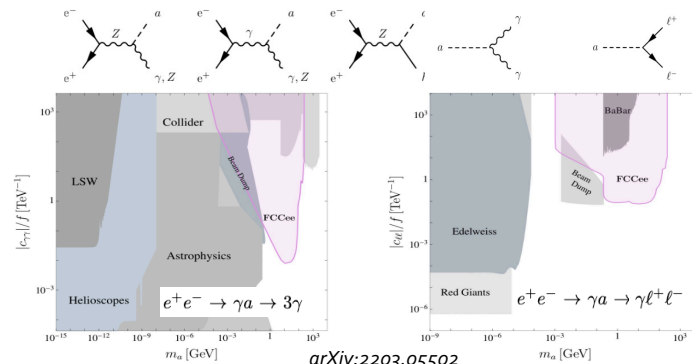 e⁻ a e⁻ a e⁻
Z γ Z
e⁺ γ, Z e⁺ γ, Z e⁺
a γ γ
a ℓ⁺ ℓ⁻
|c_γγ|/f [TeV⁻¹]
10³
1
10⁻³
LSW
Collider
Beam Dump
FCCee
Astrophysics
Helioscopes
e⁺e⁻ → γa → 3γ
10⁻¹⁵ 10⁻¹² 10⁻⁹ 10⁻⁶ 10⁻³ 1 10³
m_a [GeV]
|c_ℓℓ|/f [TeV⁻¹]
10³
1
10⁻³
10⁻⁶
BaBar
Beam
Dump
FCCee
Edelweiss
Red Giants
e⁺e⁻ → γa → γℓ⁺ℓ⁻
10⁻⁹ 10⁻⁶ 10⁻³ 1 10³
m_a [GeV]
arXiv:2203.05502